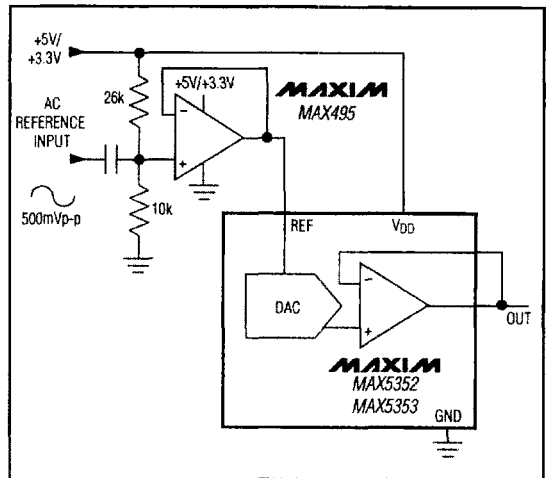 +5V/
+3.3V
+5V/+3.3V
MAXIM
MAX495
26k
AC
REFERENCE
INPUT
-
+
10k
500mVp-p
REF
VDD
DAC
-
+
OUT
MAXIM
MAX5352
MAX5353
GND